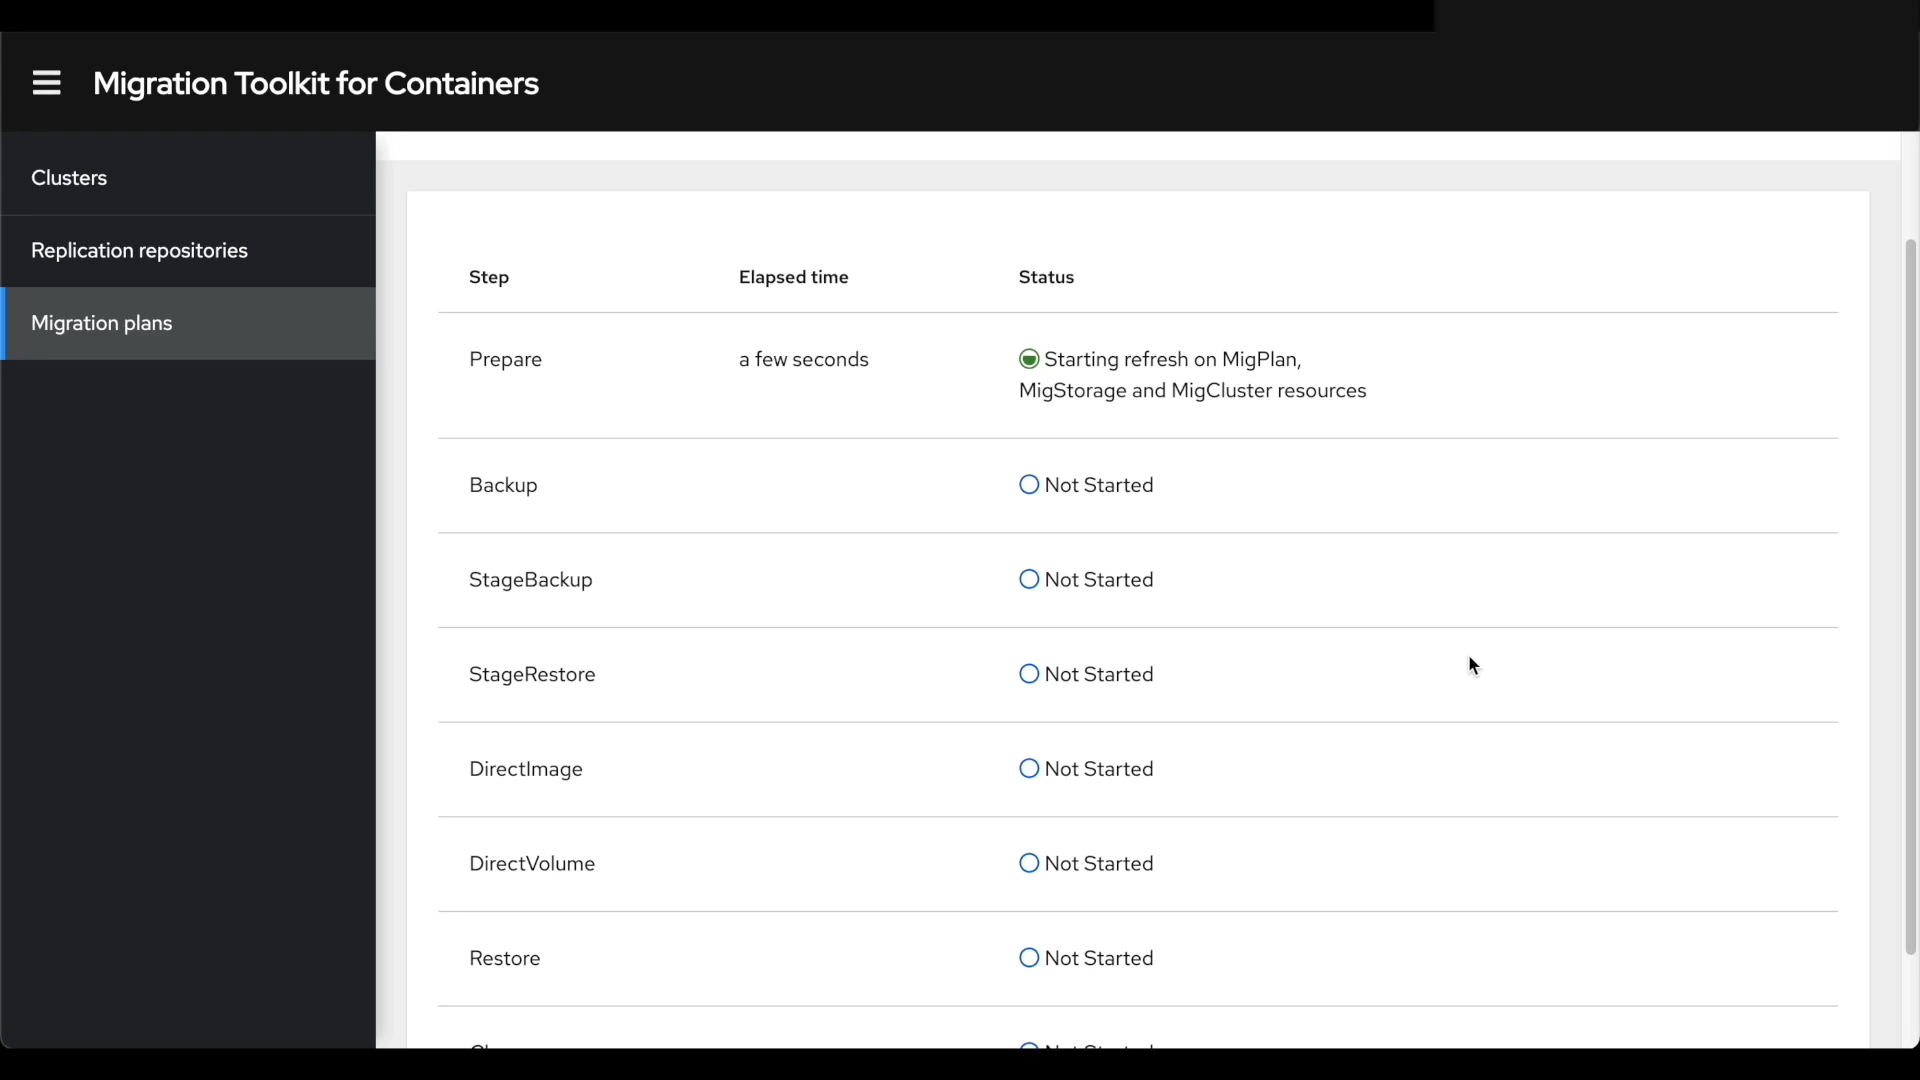 Migration Toolkit for Containers
Clusters
Replication repositories
Migration plans
Step Elapsed time Status
Prepare a few seconds Starting refresh on MigPlan,
MigStorage and MigCluster resources
Backup Not Started
StageBackup Not Started
StageRestore Not Started
DirectImage Not Started
DirectVolume Not Started
Restore Not Started
Not Started